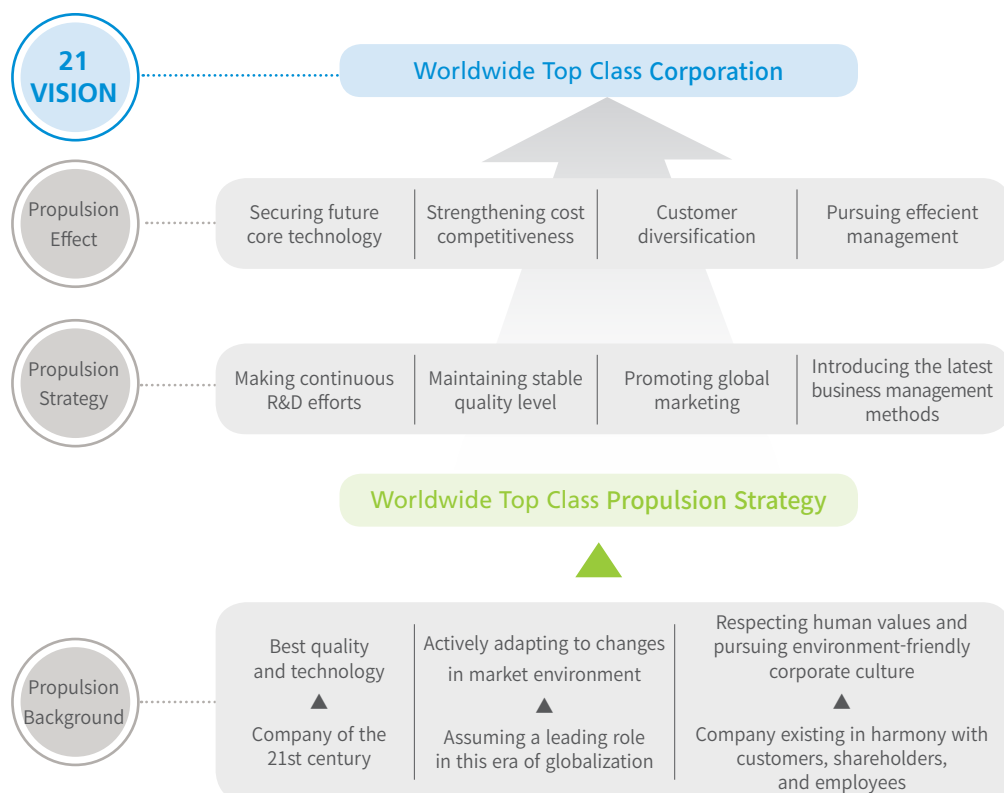 21
VISION
Worldwide Top Class Corporation
Propulsion
Effect
Securing future
core technology
Strengthening cost
competitiveness
Customer
diversification
Pursuing effecient
management
Propulsion
Strategy
Making continuous
R&D efforts
Maintaining stable
quality level
Promoting global
marketing
Introducing the latest
business management
methods
Worldwide Top Class Propulsion Strategy
Propulsion
Background
Best quality
and technology
Company of the
21st century
Actively adapting to changes
in market environment
Assuming a leading role
in this era of globalization
Respecting human values and
pursuing environment-friendly
corporate culture
Company existing in harmony with
customers, shareholders,
and employees